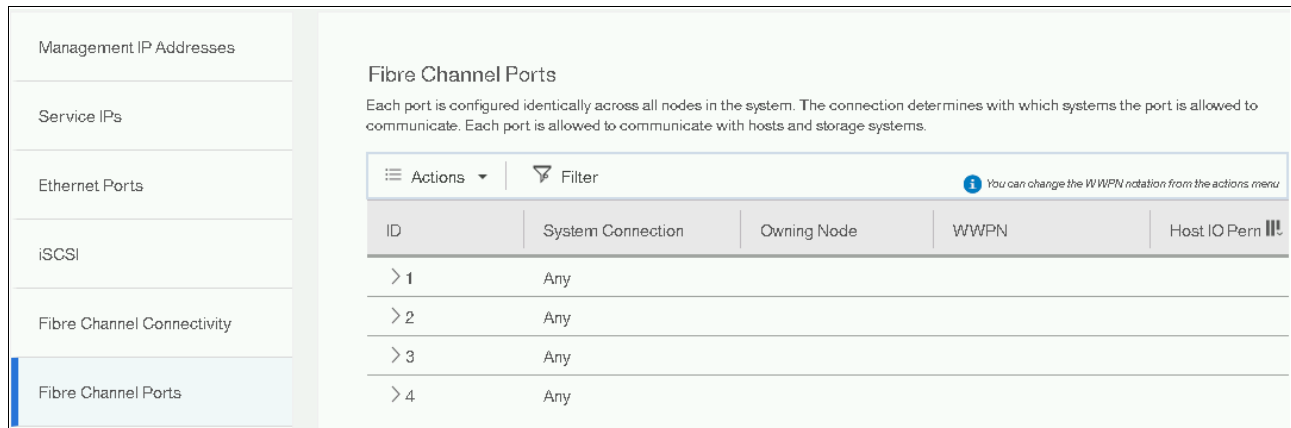 Management IP Addresses
Service IPs
Ethernet Ports
iSCSI
Fibre Channel Connectivity
Fibre Channel Ports
Fibre Channel Ports
Each port is configured identically across all nodes in the system. The connection determines with which systems the port is allowed to
communicate. Each port is allowed to communicate with hosts and storage systems.
Actions Filter You can change the WWPN notation from the actions menu
ID System Connection Owning Node WWPN Host IO Perm
1 Any
2 Any
3 Any
4 Any